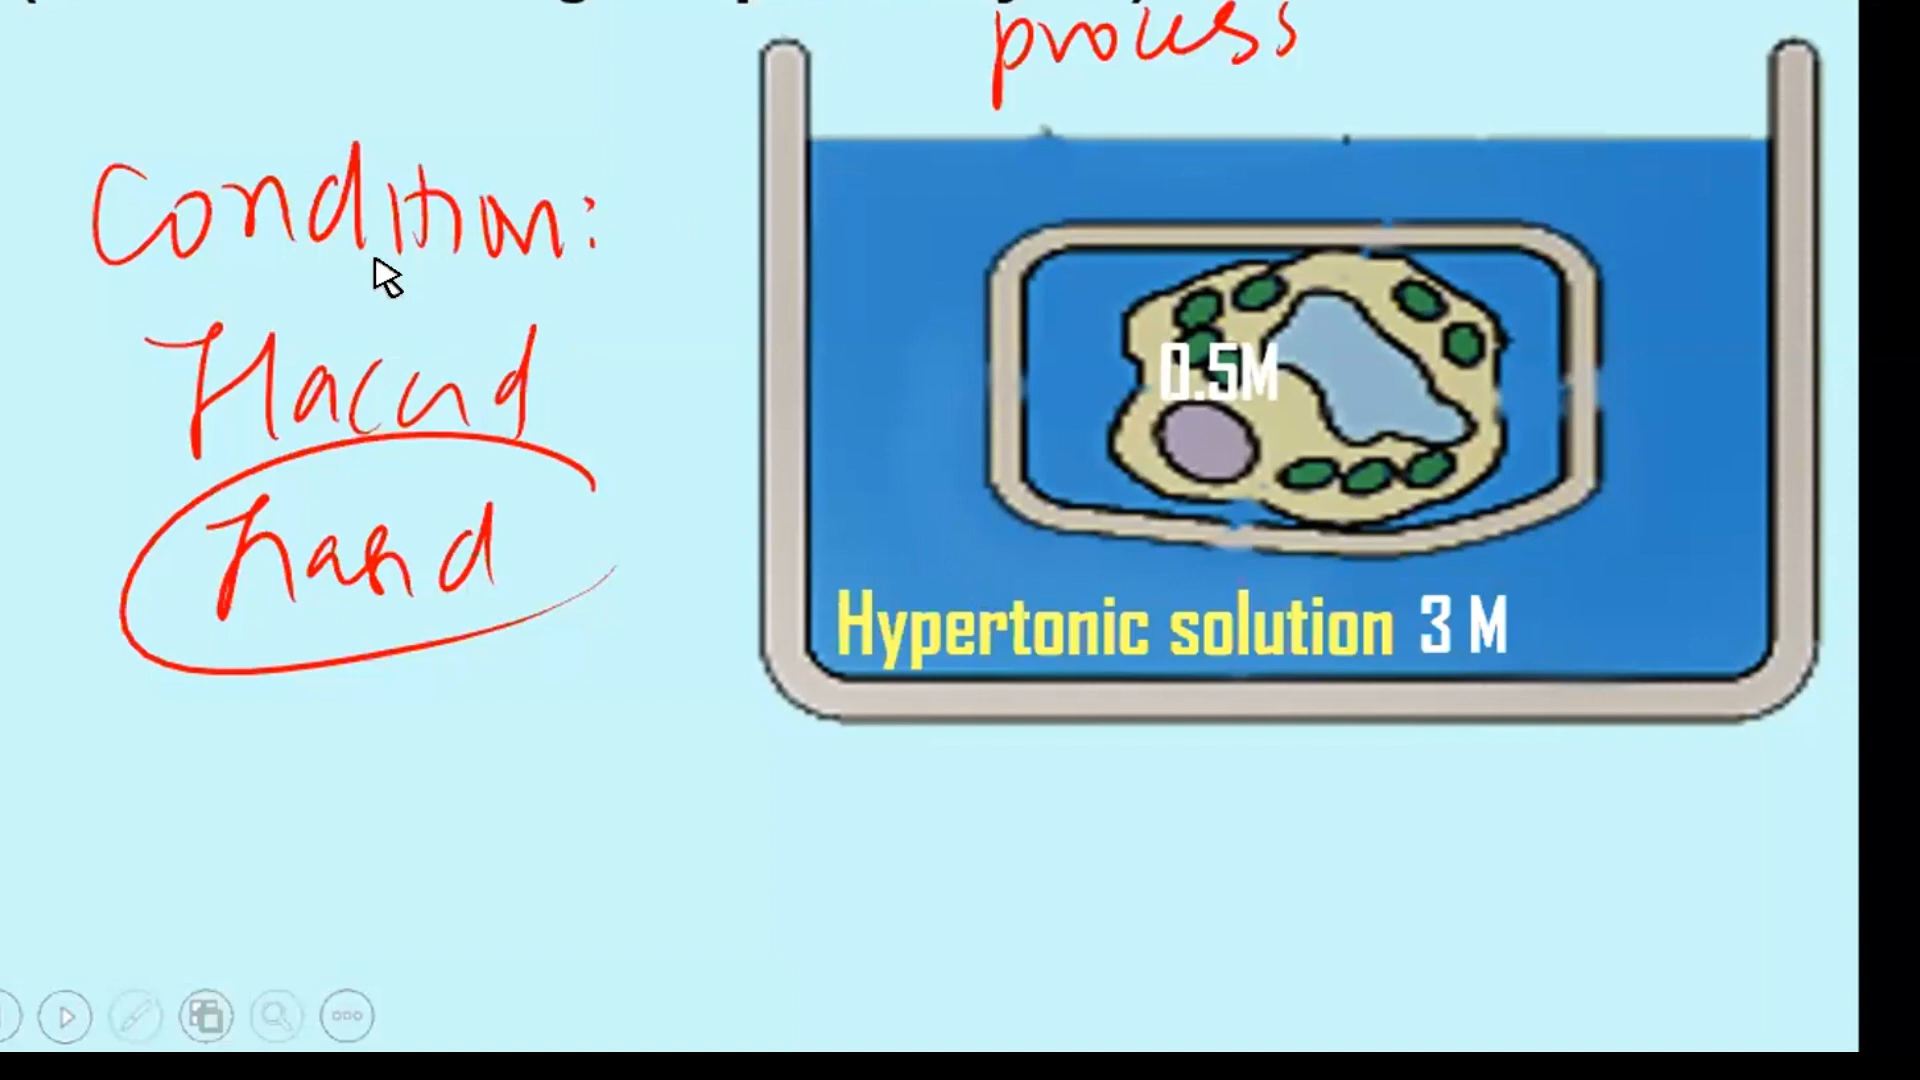 process
Condition:
Flaccid
hard
0.5M
Hypertonic solution 3 M